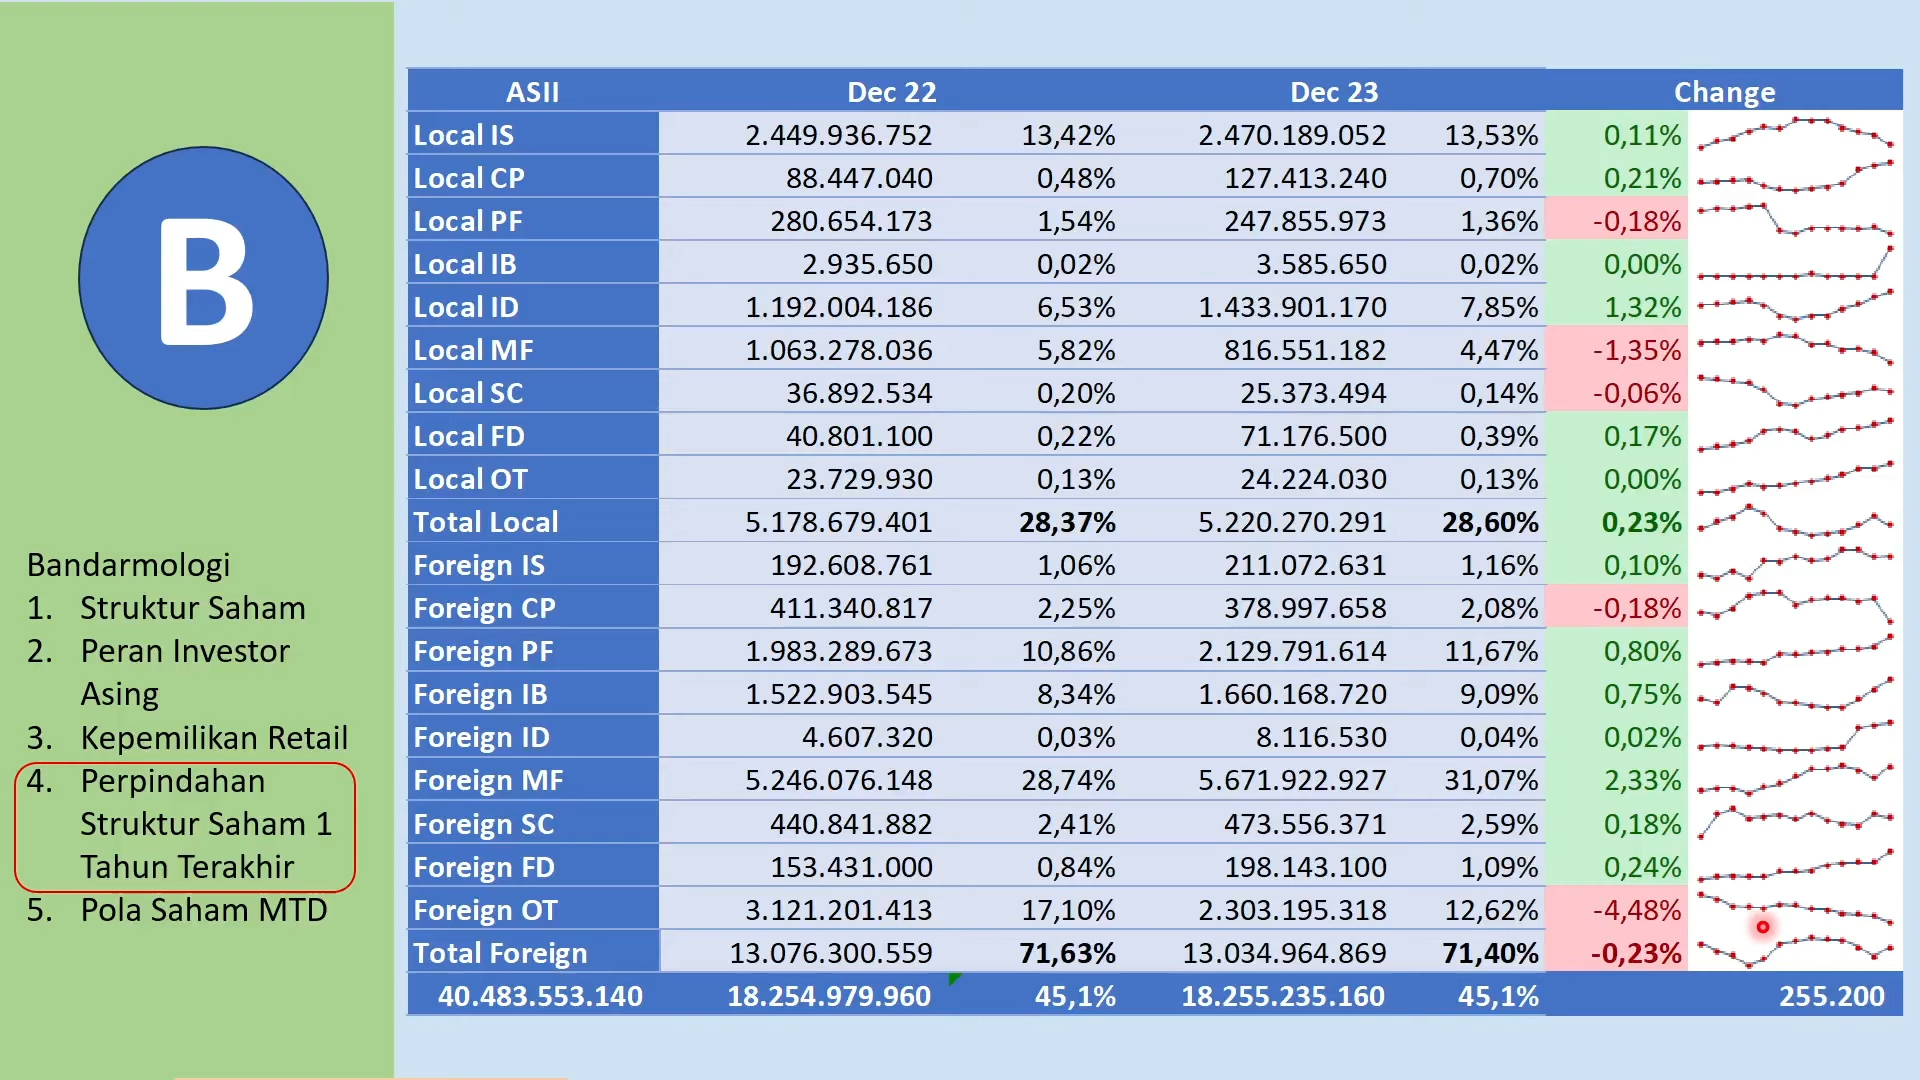 B
Bandarmologi
1. Struktur Saham
2. Peran Investor
Asing
3. Kepemilikan Retail
4. Perpindahan
Struktur Saham 1
Tahun Terakhir
5. Pola Saham MTD
ASII Dec 22 Dec 23 Change
Local IS 2.449.936.752 13,42% 2.470.189.052 13,53% 0,11%
Local CP 88.447.040 0,48% 127.413.240 0,70% 0,21%
Local PF 280.654.173 1,54% 247.855.973 1,36% -0,18%
Local IB 2.935.650 0,02% 3.585.650 0,02% 0,00%
Local ID 1.192.004.186 6,53% 1.433.901.170 7,85% 1,32%
Local MF 1.063.278.036 5,82% 816.551.182 4,47% -1,35%
Local SC 36.892.534 0,20% 25.373.494 0,14% -0,06%
Local FD 40.801.100 0,22% 71.176.500 0,39% 0,17%
Local OT 23.729.930 0,13% 24.224.030 0,13% 0,00%
Total Local 5.178.679.401 28,37% 5.220.270.291 28,60% 0,23%
Foreign IS 192.608.761 1,06% 211.072.631 1,16% 0,10%
Foreign CP 411.340.817 2,25% 378.997.658 2,08% -0,18%
Foreign PF 1.983.289.673 10,86% 2.129.791.614 11,67% 0,80%
Foreign IB 1.522.903.545 8,34% 1.660.168.720 9,09% 0,75%
Foreign ID 4.607.320 0,03% 8.116.530 0,04% 0,02%
Foreign MF 5.246.076.148 28,74% 5.671.922.927 31,07% 2,33%
Foreign SC 440.841.882 2,41% 473.556.371 2,59% 0,18%
Foreign FD 153.431.000 0,84% 198.143.100 1,09% 0,24%
Foreign OT 3.121.201.413 17,10% 2.303.195.318 12,62% -4,48%
Total Foreign 13.076.300.559 71,63% 13.034.964.869 71,40% -0,23%
40.483.553.140 18.254.979.960 45,1% 18.255.235.160 45,1% 255.200